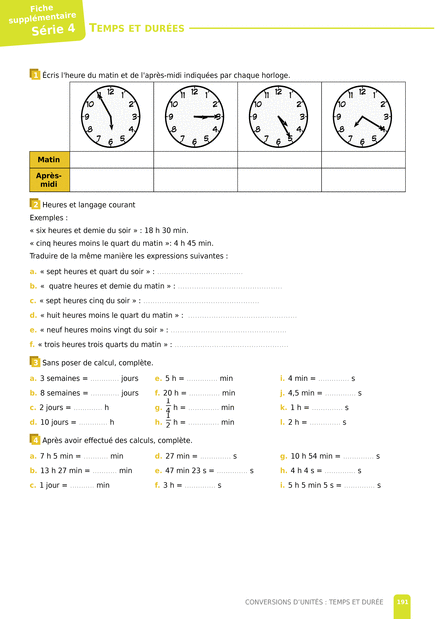 Fiche
supplémentaire
Série 4
TEMPS ET DURÉES
1 Écris l'heure du matin et de l'après-midi indiquées par chaque horloge.
12 1 2 3 4 5 6 7 8 9 10 11
12 1 2 3 4 5 6 7 8 9 10 11
12 1 2 3 4 5 6 7 8 9 10 11
12 1 2 3 4 5 6 7 8 9 10 11
Matin
Après-
midi
2 Heures et langage courant
Exemples :
« six heures et demie du soir » : 18 h 30 min.
« cinq heures moins le quart du matin »: 4 h 45 min.
Traduire de la même manière les expressions suivantes :
a. « sept heures et quart du soir » : ..................................
b. « quatre heures et demie du matin » : ..........................................
c. « sept heures cinq du soir » : ..............................................
d. « huit heures moins le quart du matin » : ...........................................
e. « neuf heures moins vingt du soir » : ..............................................
f. « trois heures trois quarts du matin » : .............................................
3 Sans poser de calcul, complète.
a. 3 semaines = ............ jours e. 5 h = ............ min i. 4 min = ............ s
b. 8 semaines = ............ jours f. 20 h = ............ min j. 4,5 min = ............ s
c. 2 jours = ............ h g. 1/4 h = ............ min k. 1 h = ............ s
d. 10 jours = ............ h h. 1/2 h = ............ min l. 2 h = ............ s
4 Après avoir effectué des calculs, complète.
a. 7 h 5 min = .......... min d. 27 min = ............ s g. 10 h 54 min = ............ s
b. 13 h 27 min = .......... min e. 47 min 23 s = ............ s h. 4 h 4 s = ............ s
c. 1 jour = .......... min f. 3 h = ............ s i. 5 h 5 min 5 s = ............ s
CONVERSIONS D'UNITÉS : TEMPS ET DURÉE 191